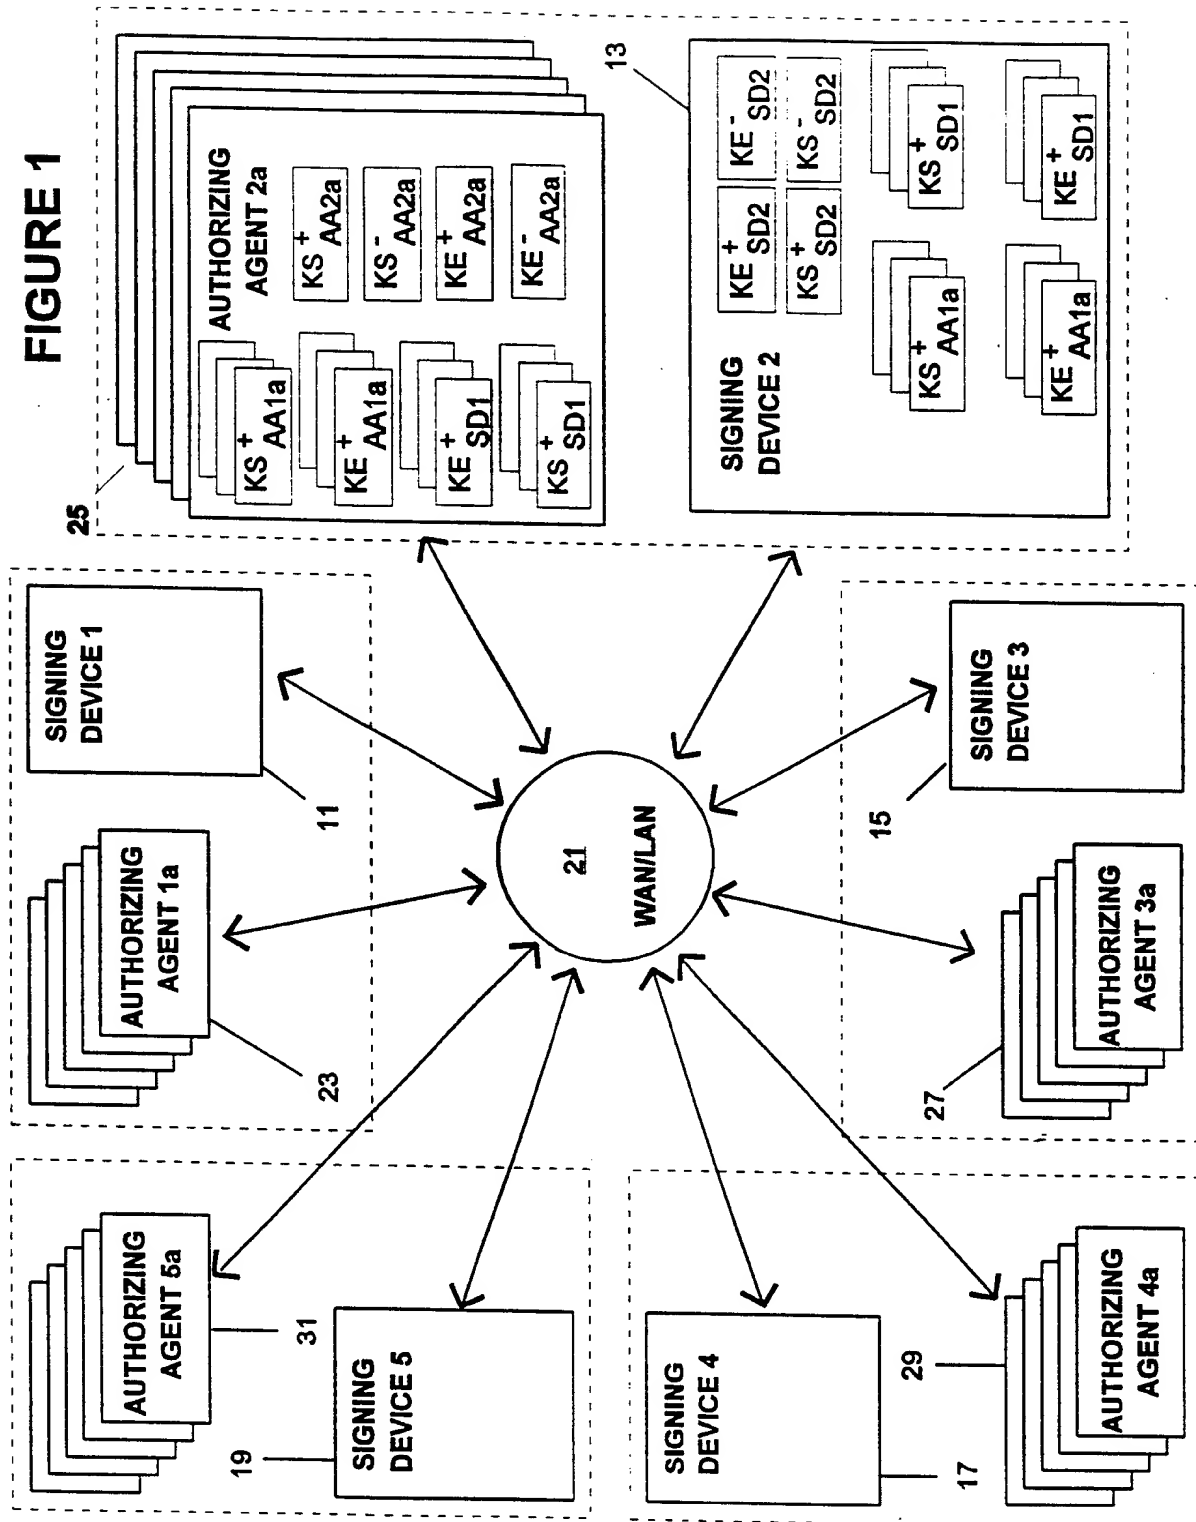 FIGURE 1
25
AUTHORIZING
AGENT 2a
KS+AA1a
KE+AA1a
KE+SD1
KS+SD1
KS+AA2a
KS-AA2a
KE+AA2a
KE-AA2a
13
SIGNING
DEVICE 2
KE+SD2
KE-SD2
KS+SD2
KS-SD2
KS+AA1a
KS+SD1
KE+AA1a
KE+SD1
SIGNING
DEVICE 1
11
AUTHORIZING
AGENT 1a
23
21
WAN/LAN
SIGNING
DEVICE 3
15
AUTHORIZING
AGENT 3a
27
AUTHORIZING
AGENT 5a
31
SIGNING
DEVICE 5
19
SIGNING
DEVICE 4
17
29
AUTHORIZING
AGENT 4a